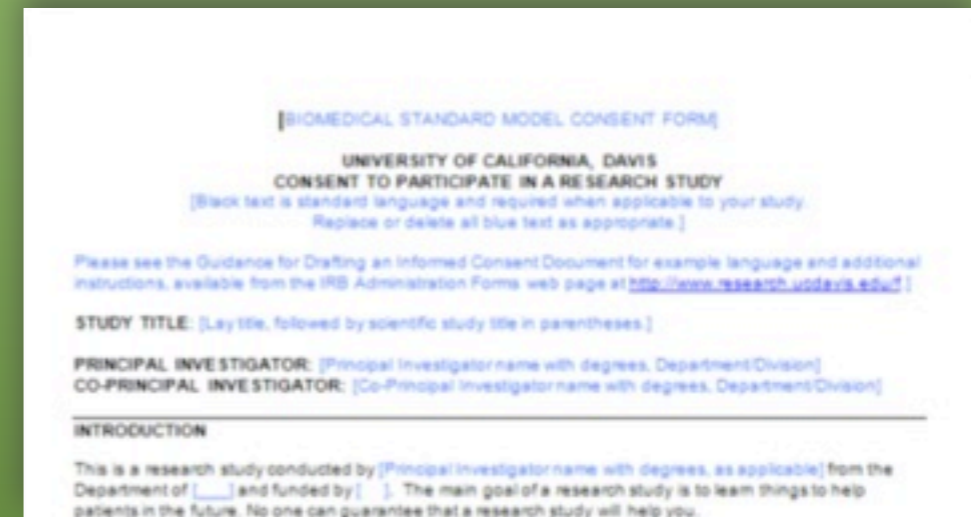 [BIOMEDICAL STANDARD MODEL CONSENT FORM]
UNIVERSITY OF CALIFORNIA, DAVIS
CONSENT TO PARTICIPATE IN A RESEARCH STUDY
[Black text is standard language and required when applicable to your study.
Replace or delete all blue text as appropriate.]
Please see the Guidance for Drafting an Informed Consent Document for example language and additional
instructions, available from the IRB Administration Forms web page at http://www.research.ucdavis.edu/f.]
STUDY TITLE: [Lay title, followed by scientific study title in parentheses.]
PRINCIPAL INVESTIGATOR: [Principal Investigator name with degrees, Department/Division]
CO-PRINCIPAL INVESTIGATOR: [Co-Principal Investigator name with degrees, Department/Division]
INTRODUCTION
This is a research study conducted by [Principal Investigator name with degrees, as applicable] from the
Department of [____] and funded by [   ]. The main goal of a research study is to learn things to help
patients in the future. No one can guarantee that a research study will help you.